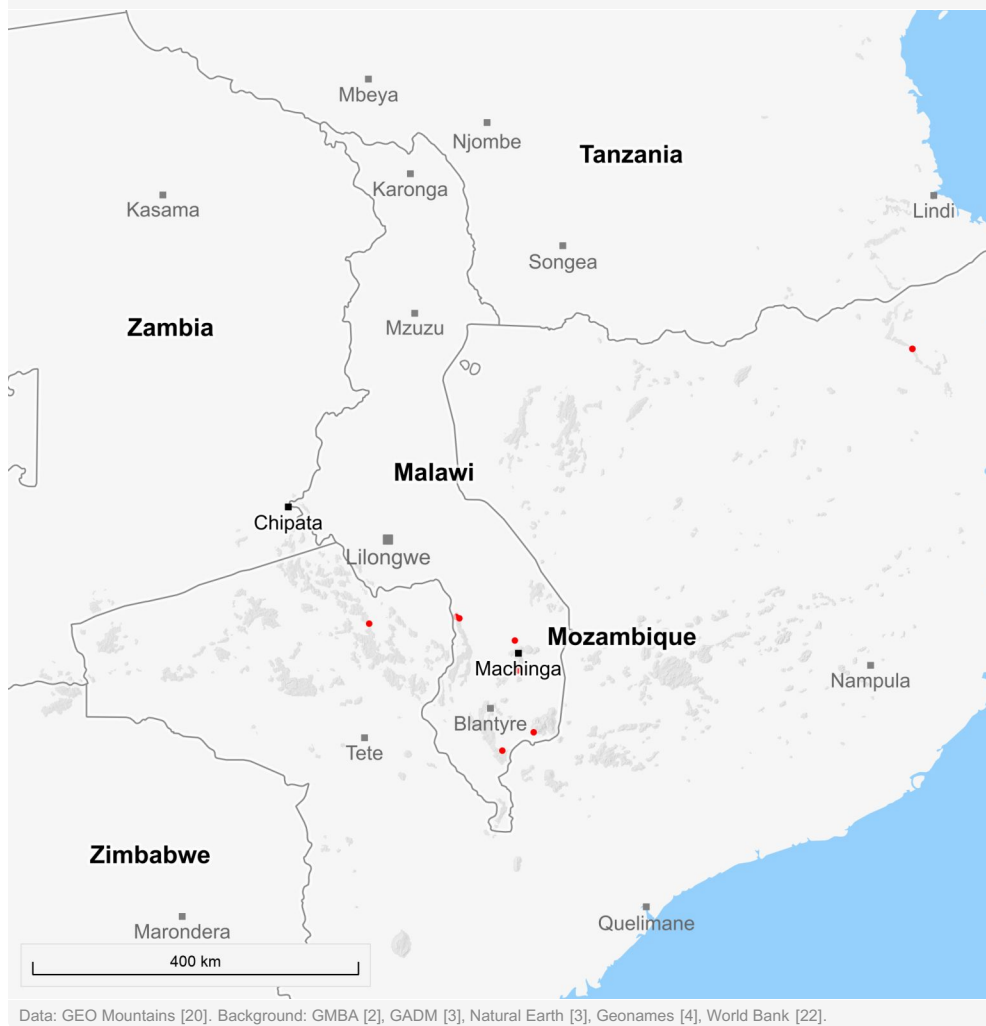 Mbeya
Njombe
Tanzania
Karonga
Kasama
Lindi
Songea
Zambia
Mzuzu
Malawi
Chipata
Lilongwe
Mozambique
Machinga
Nampula
Blantyre
Tete
Zimbabwe
Quelimane
Marondera
400 km
Data: GEO Mountains [20]. Background: GMBA [2], GADM [3], Natural Earth [3], Geonames [4], World Bank [22].